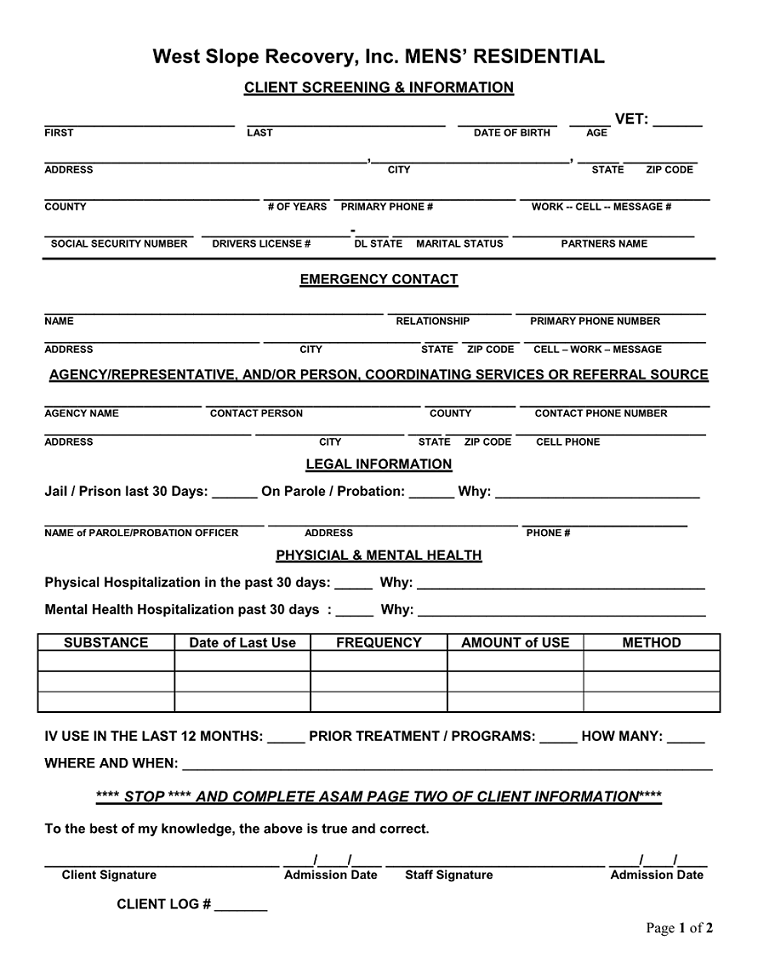 West Slope Recovery, Inc. MENS' RESIDENTIAL
CLIENT SCREENING & INFORMATION
VET:
FIRST LAST DATE OF BIRTH AGE
, ,
ADDRESS CITY STATE ZIP CODE
COUNTY # OF YEARS PRIMARY PHONE # WORK -- CELL -- MESSAGE #
-
SOCIAL SECURITY NUMBER DRIVERS LICENSE # DL STATE MARITAL STATUS PARTNERS NAME
EMERGENCY CONTACT
NAME RELATIONSHIP PRIMARY PHONE NUMBER
ADDRESS CITY STATE ZIP CODE CELL – WORK – MESSAGE
AGENCY/REPRESENTATIVE, AND/OR PERSON, COORDINATING SERVICES OR REFERRAL SOURCE
AGENCY NAME CONTACT PERSON COUNTY CONTACT PHONE NUMBER
ADDRESS CITY STATE ZIP CODE CELL PHONE
LEGAL INFORMATION
Jail / Prison last 30 Days: ______ On Parole / Probation: ______ Why: ______
NAME of PAROLE/PROBATION OFFICER ADDRESS PHONE #
PHYSICIAL & MENTAL HEALTH
Physical Hospitalization in the past 30 days: _____ Why: ______
Mental Health Hospitalization past 30 days : _____ Why: ______
SUBSTANCE Date of Last Use FREQUENCY AMOUNT of USE METHOD
IV USE IN THE LAST 12 MONTHS: _____ PRIOR TREATMENT / PROGRAMS: _____ HOW MANY: _____
WHERE AND WHEN: ______
**** STOP **** AND COMPLETE ASAM PAGE TWO OF CLIENT INFORMATION****
To the best of my knowledge, the above is true and correct.
____/____/____ ____/____/____
Client Signature Admission Date Staff Signature Admission Date
CLIENT LOG # _______
Page 1 of 2